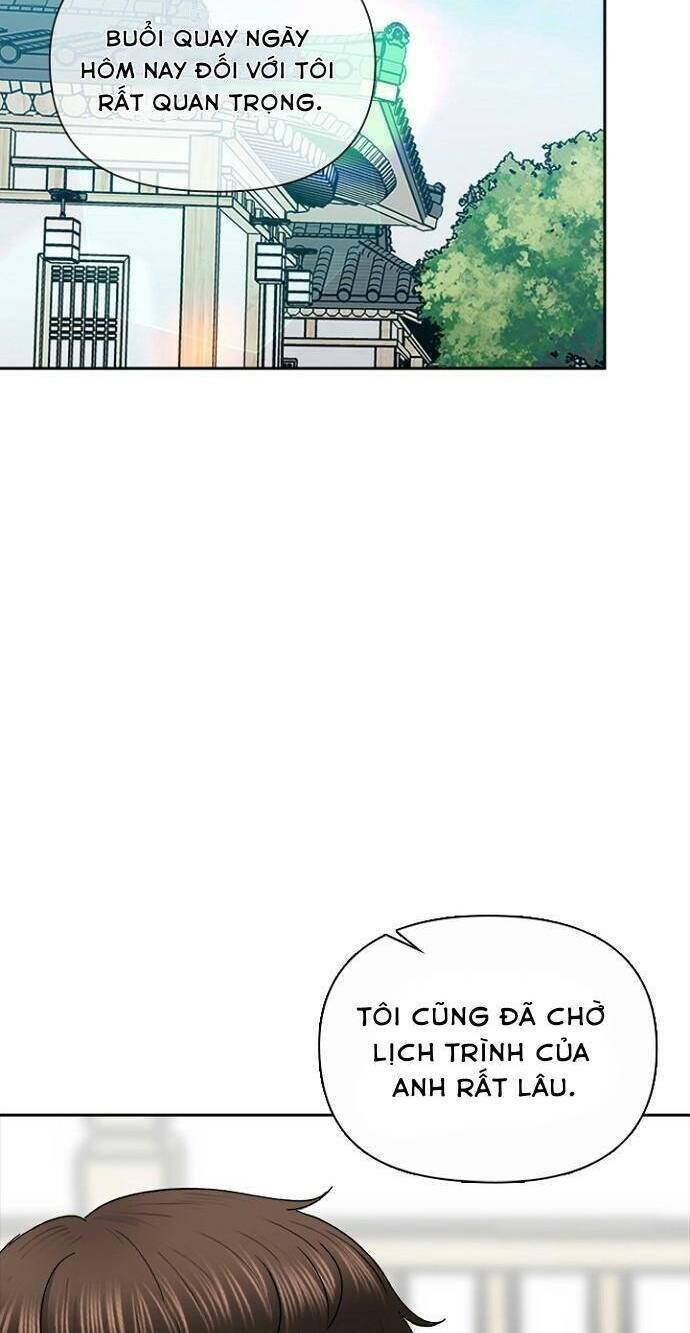 BUỔI QUAY NGÀY
HÔM NAY ĐỐI VỚI TÔI
RẤT QUAN TRỌNG.
TÔI CŨNG ĐÃ CHỜ
LỊCH TRÌNH CỦA
ANH RẤT LÂU.